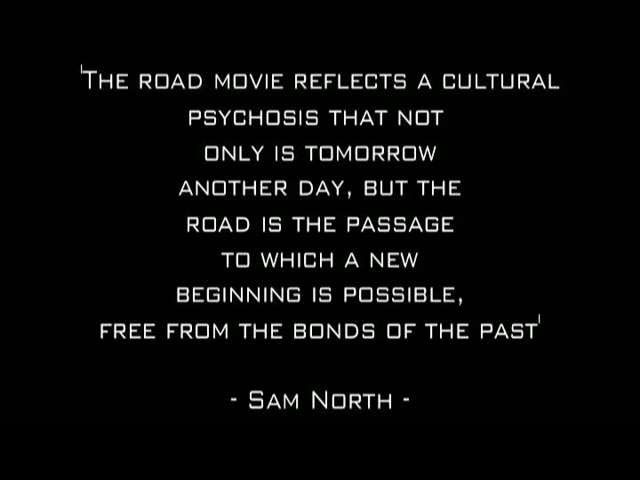 'The road movie reflects a cultural
psychosis that not
only is tomorrow
another day, but the
road is the passage
to which a new
beginning is possible,
free from the bonds of the past'
- Sam North -